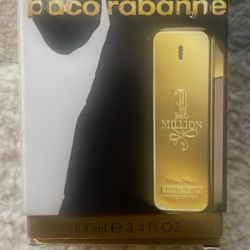 paco rabanne
1
MILLION
100ml e 3.4 FL.OZ.